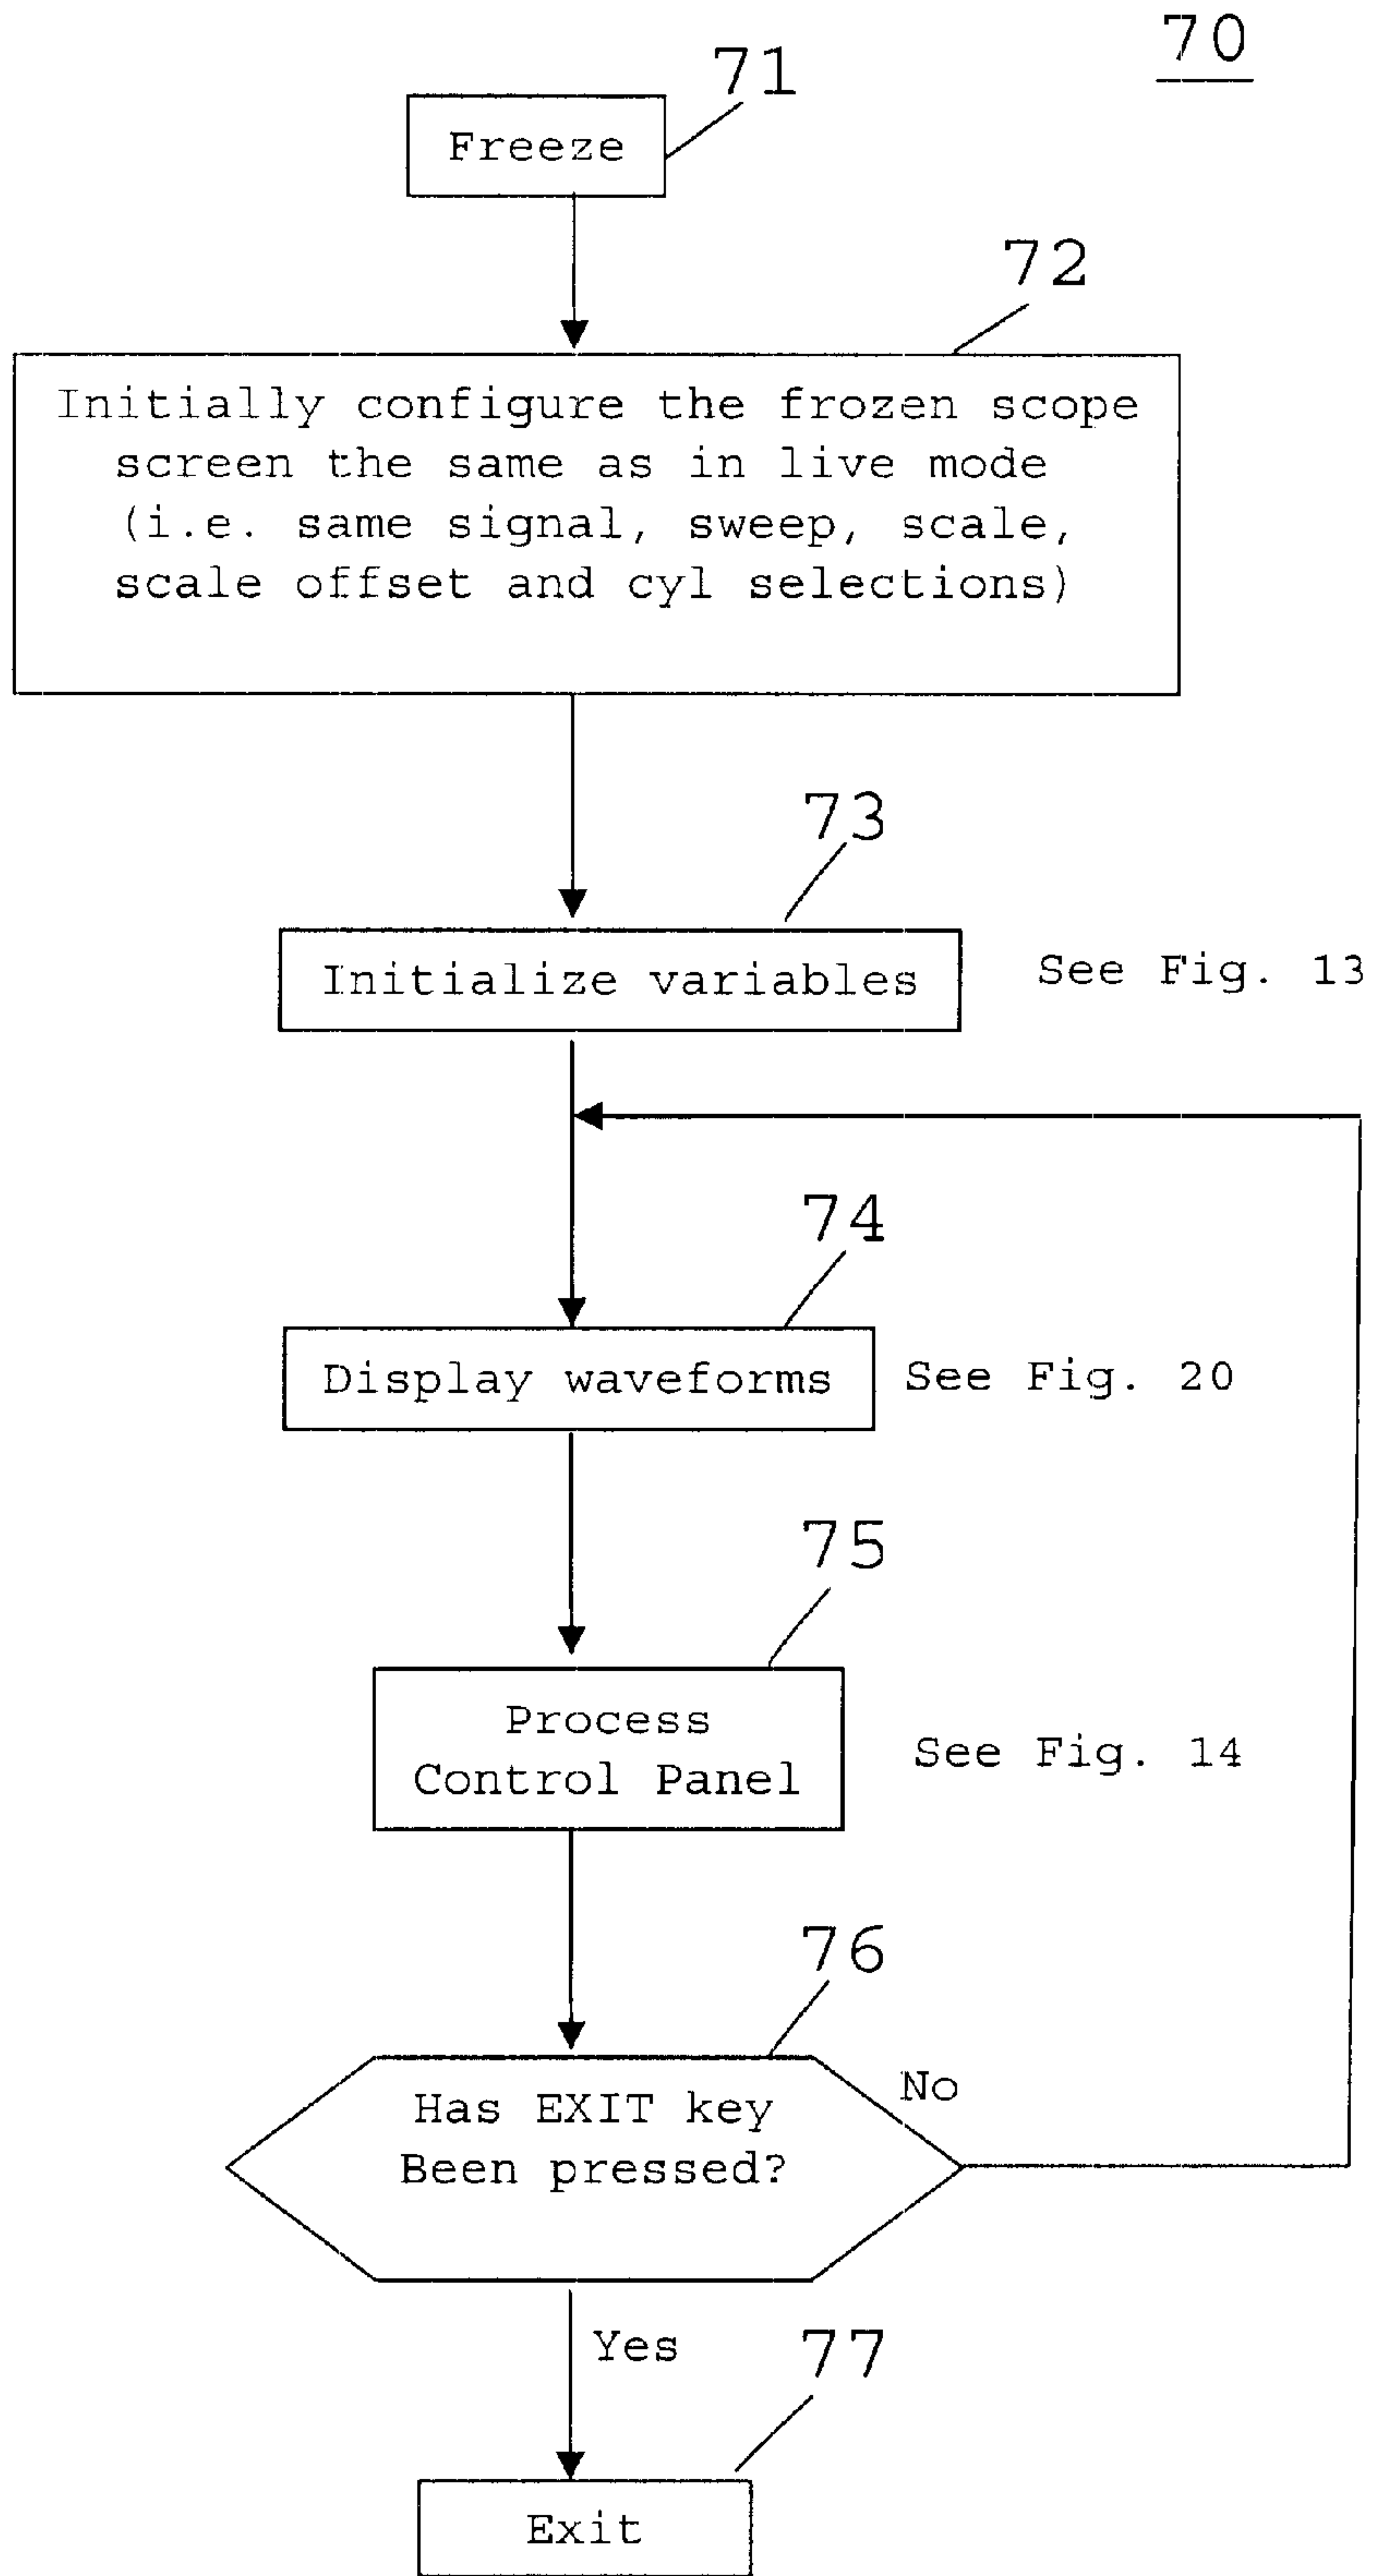 70
71
Freeze
72
Initially configure the frozen scope
screen the same as in live mode
(i.e. same signal, sweep, scale,
scale offset and cyl selections)
73
Initialize variables
See Fig. 13
74
Display waveforms
See Fig. 20
75
Process
Control Panel
See Fig. 14
76
Has EXIT key
Been pressed?
No
Yes
77
Exit